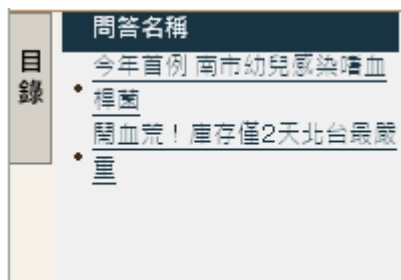 目錄
問答名稱
今年首例 南市幼兒感染嗜血
桿菌
鬧血荒！庫存僅2天北台最嚴
重